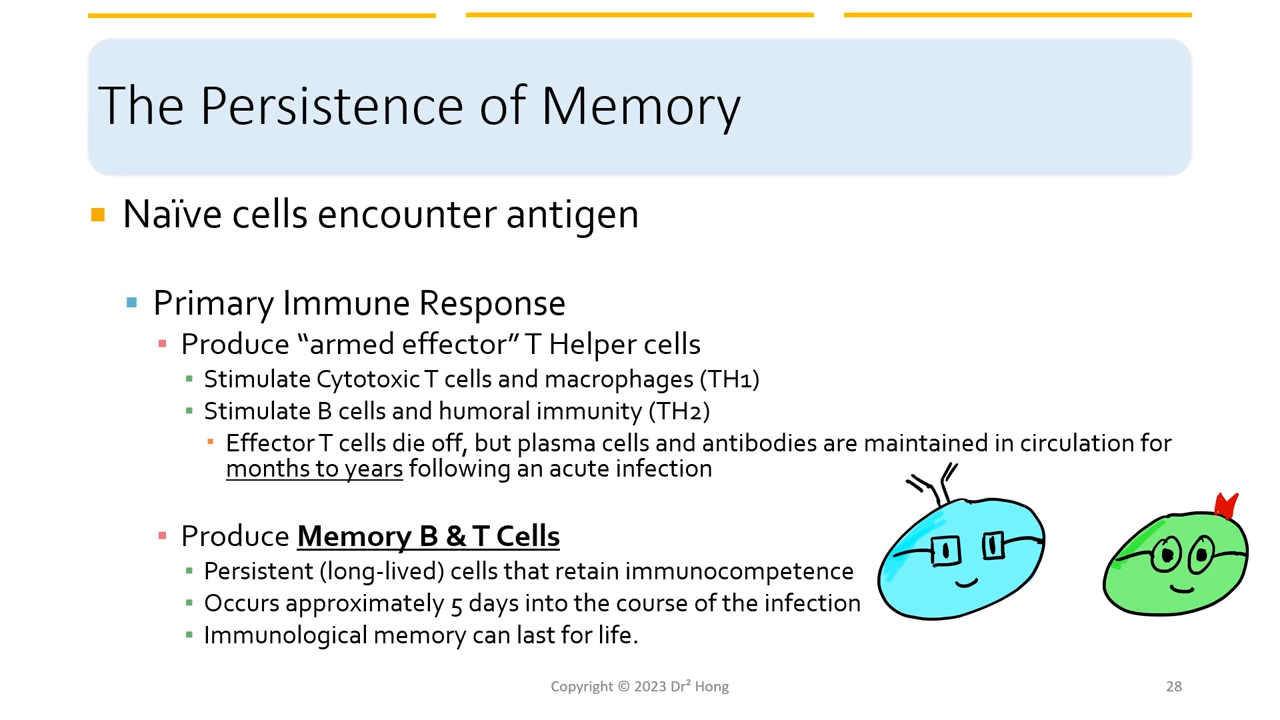 The Persistence of Memory
Naïve cells encounter antigen
Primary Immune Response
Produce “armed effector” T Helper cells
Stimulate Cytotoxic T cells and macrophages (TH1)
Stimulate B cells and humoral immunity (TH2)
Effector T cells die off, but plasma cells and antibodies are maintained in circulation for
months to years following an acute infection
Produce Memory B & T Cells
Persistent (long-lived) cells that retain immunocompetence
Occurs approximately 5 days into the course of the infection
Immunological memory can last for life.
Copyright © 2023 Dr² Hong
28